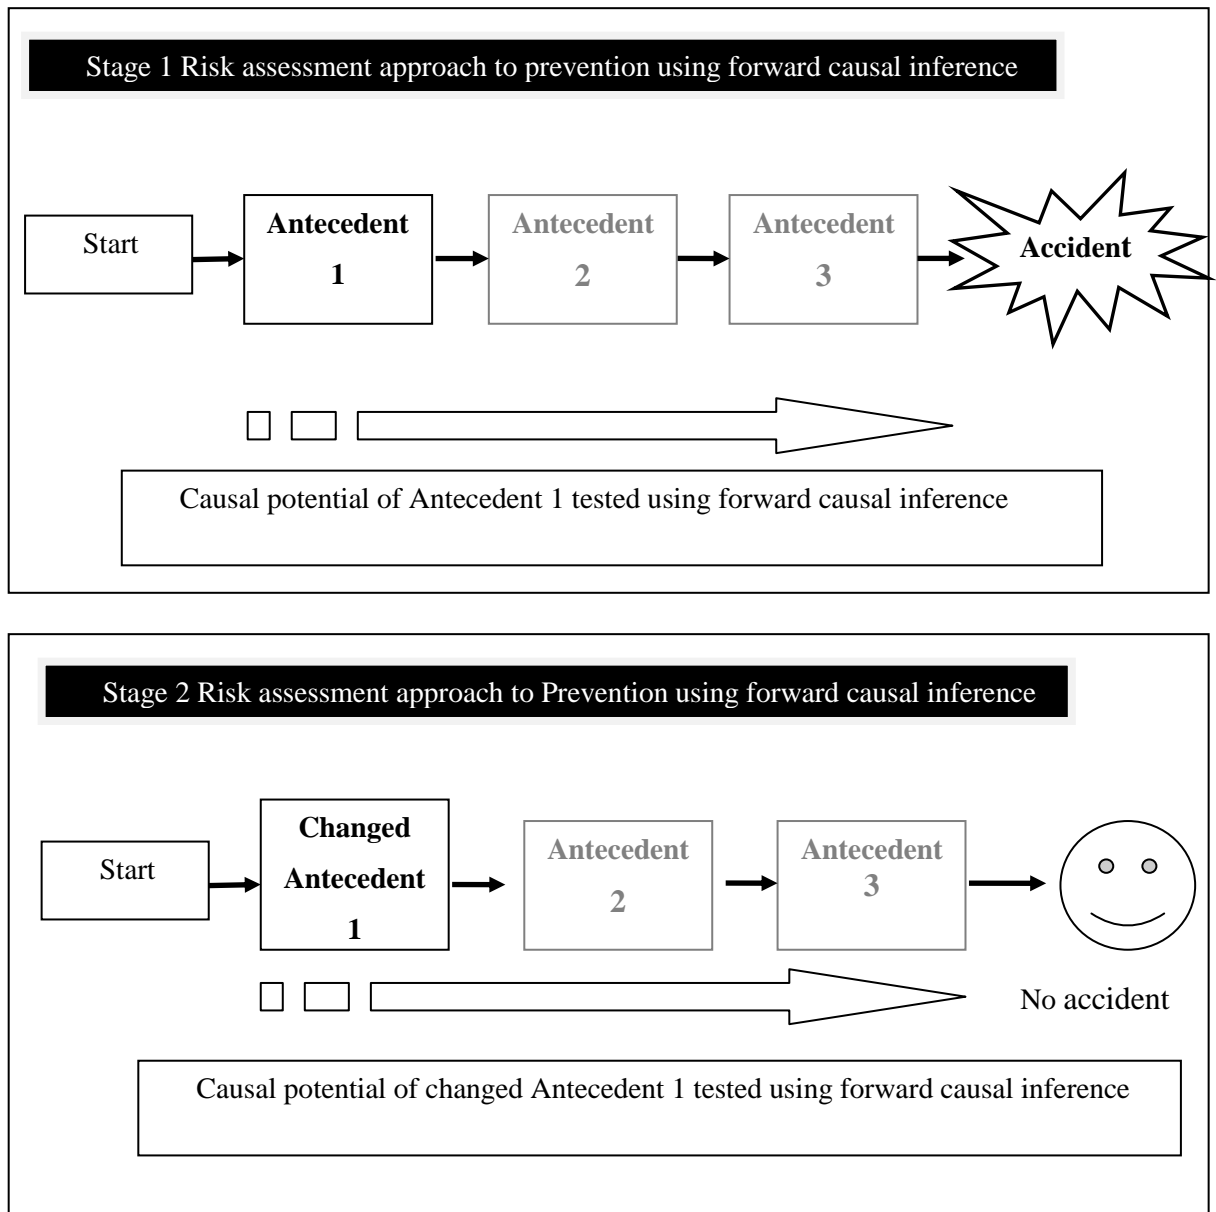 Stage 1 Risk assessment approach to prevention using forward causal inference
Start
Antecedent
1
Antecedent
2
Antecedent
3
Accident
Causal potential of Antecedent 1 tested using forward causal inference
Stage 2 Risk assessment approach to Prevention using forward causal inference
Start
Changed
Antecedent
1
Antecedent
2
Antecedent
3
No accident
Causal potential of changed Antecedent 1 tested using forward causal inference